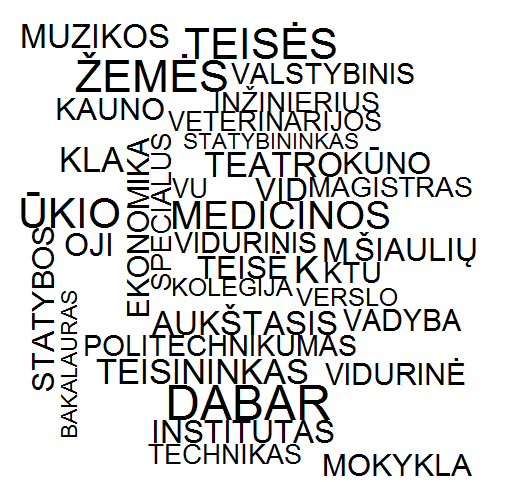 MUZIKOS
TEISĖS
ŽEMĖS
VALSTYBINIS
KAUNO
INŽINIERIUS
VETERINARIJOS
STATYBININKAS
KLA
EKONOMIKA
SPECIALUS
TEATRO
KŪNO
VU
VID
MAGISTRAS
ŪKIO
MEDICINOS
OJI
VIDURINIS
M
ŠIAULIŲ
STATYBOS
TEISĖ
K
KTU
KOLEGIJA
VERSLO
BAKALAURAS
AUKŠTASIS
VADYBA
POLITECHNIKUMAS
TEISININKAS
VIDURINĖ
DABAR
INSTITUTAS
TECHNIKAS
MOKYKLA